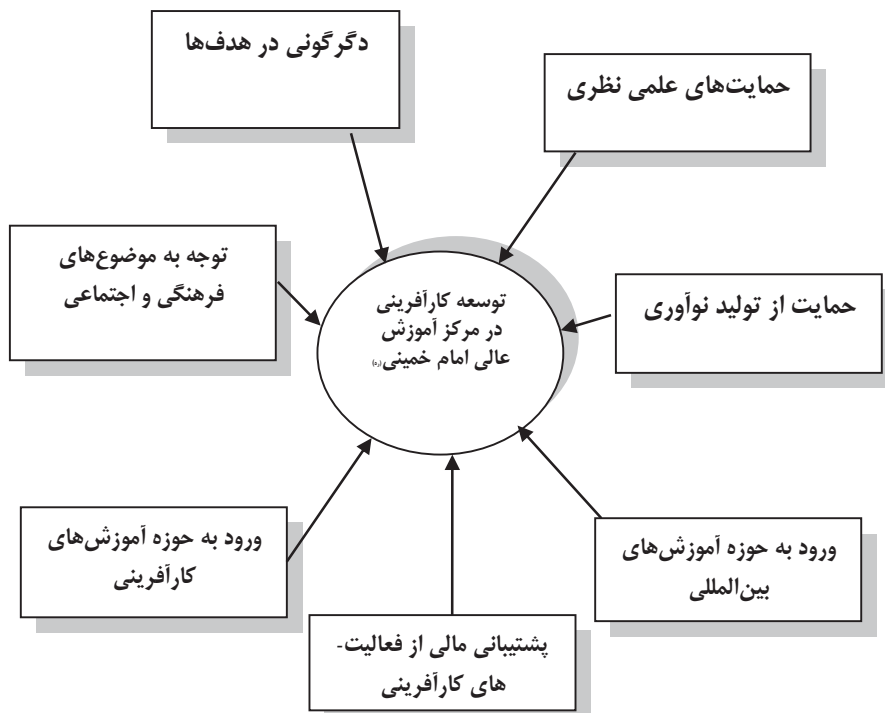 دگرگونی در هدف‌ها
حمایت‌های علمی نظری
توجه به موضوع‌های
فرهنگی و اجتماعی
توسعه کارآفرینی
در مرکز آموزش
عالی امام خمینی(ره)
حمایت از تولید نوآوری
ورود به حوزه آموزش‌های
کارآفرینی
ورود به حوزه آموزش‌های
بین‌المللی
پشتیبانی مالی از فعالیت-
های کارآفرینی